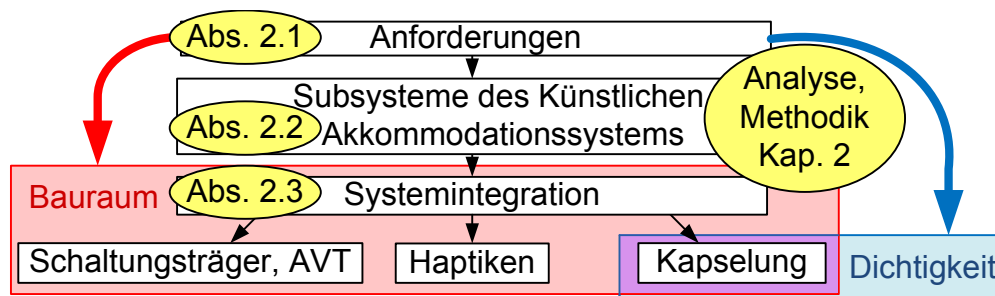 Abs. 2.1
Anforderungen
Analyse,
Methodik
Kap. 2
Subsysteme des Künstlichen
Abs. 2.2
Akkommodationssystems
Bauraum
Abs. 2.3
Systemintegration
Schaltungsträger, AVT
Haptiken
Kapselung
Dichtigkeit